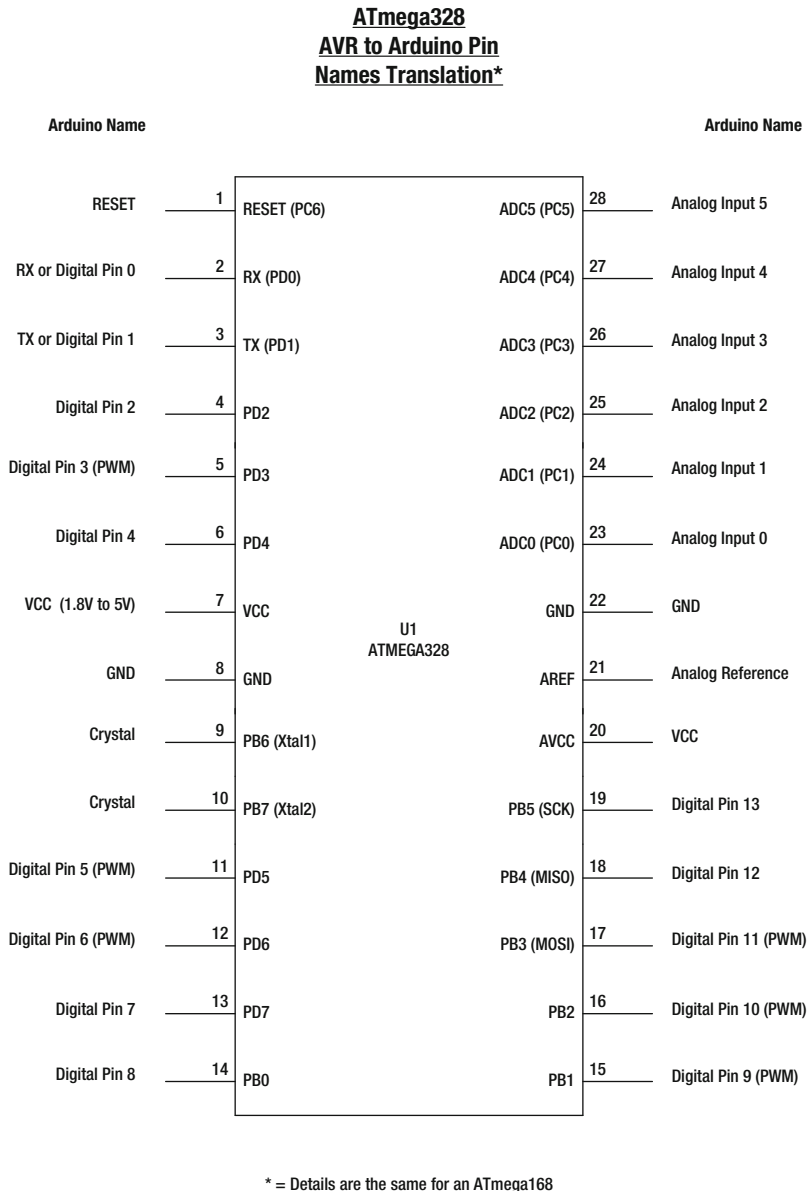 ATmega328
AVR to Arduino Pin
Names Translation*
Arduino Name
Arduino Name
RESET 1 RESET (PC6) ADC5 (PC5) 28 Analog Input 5
RX or Digital Pin 0 2 RX (PD0) ADC4 (PC4) 27 Analog Input 4
TX or Digital Pin 1 3 TX (PD1) ADC3 (PC3) 26 Analog Input 3
Digital Pin 2 4 PD2 ADC2 (PC2) 25 Analog Input 2
Digital Pin 3 (PWM) 5 PD3 ADC1 (PC1) 24 Analog Input 1
Digital Pin 4 6 PD4 ADC0 (PC0) 23 Analog Input 0
VCC (1.8V to 5V) 7 VCC GND 22 GND
U1
ATMEGA328
GND 8 GND AREF 21 Analog Reference
Crystal 9 PB6 (Xtal1) AVCC 20 VCC
Crystal 10 PB7 (Xtal2) PB5 (SCK) 19 Digital Pin 13
Digital Pin 5 (PWM) 11 PD5 PB4 (MISO) 18 Digital Pin 12
Digital Pin 6 (PWM) 12 PD6 PB3 (MOSI) 17 Digital Pin 11 (PWM)
Digital Pin 7 13 PD7 PB2 16 Digital Pin 10 (PWM)
Digital Pin 8 14 PB0 PB1 15 Digital Pin 9 (PWM)
* = Details are the same for an ATmega168